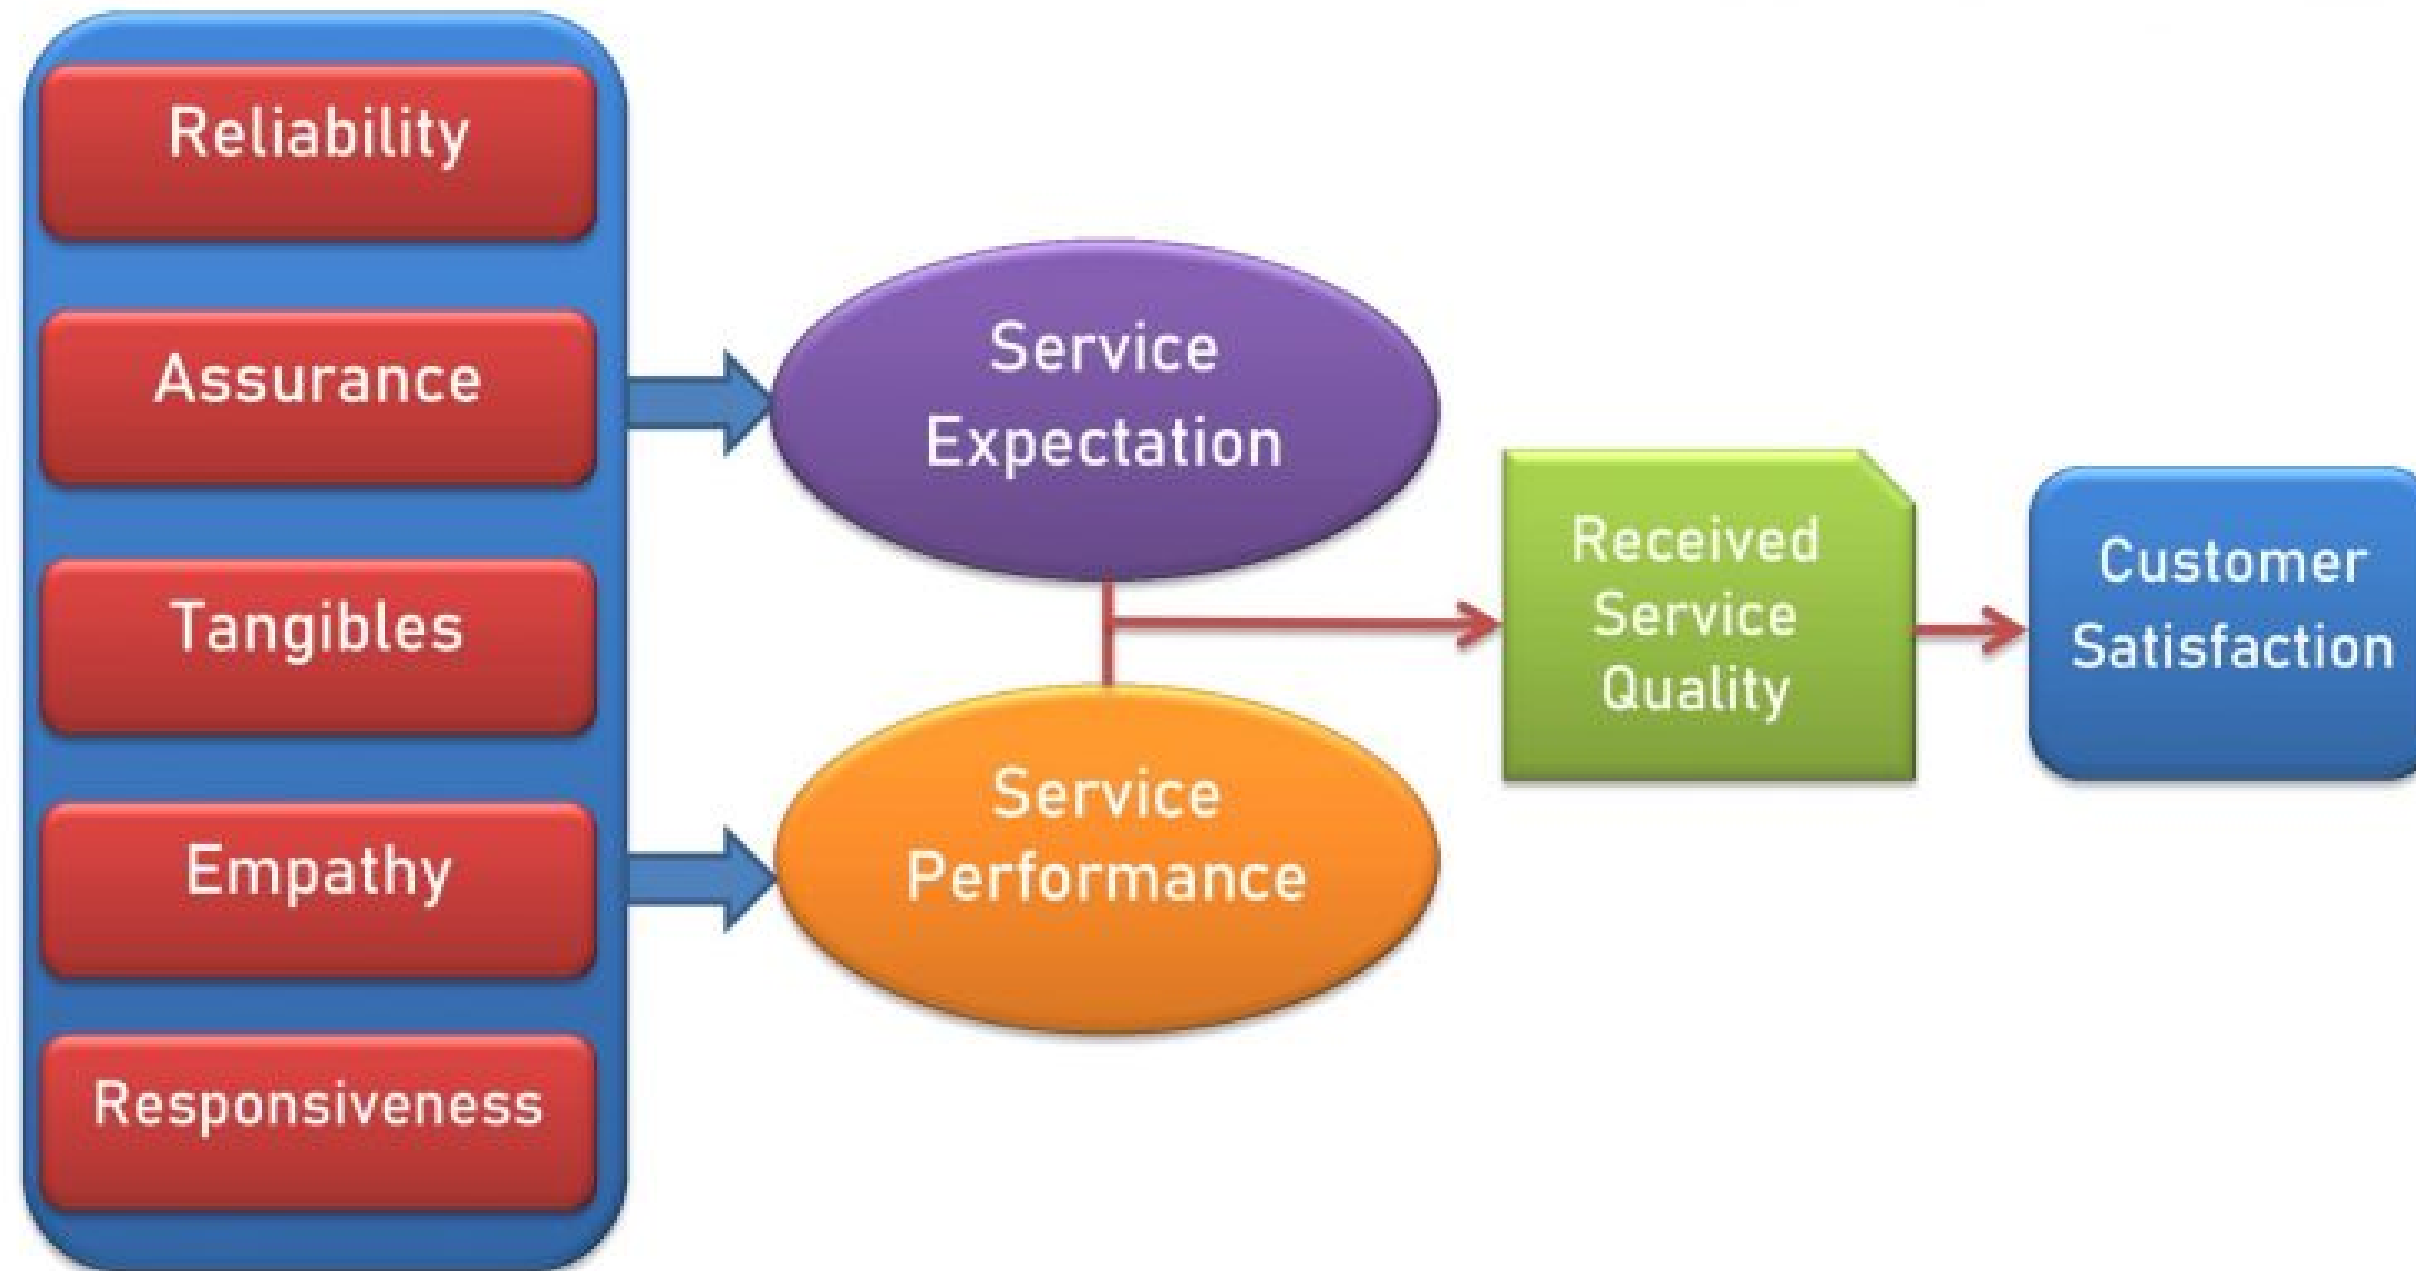 Reliability
Assurance
Tangibles
Empathy
Responsiveness
Service
Expectation
Service
Performance
Received
Service
Quality
Customer
Satisfaction